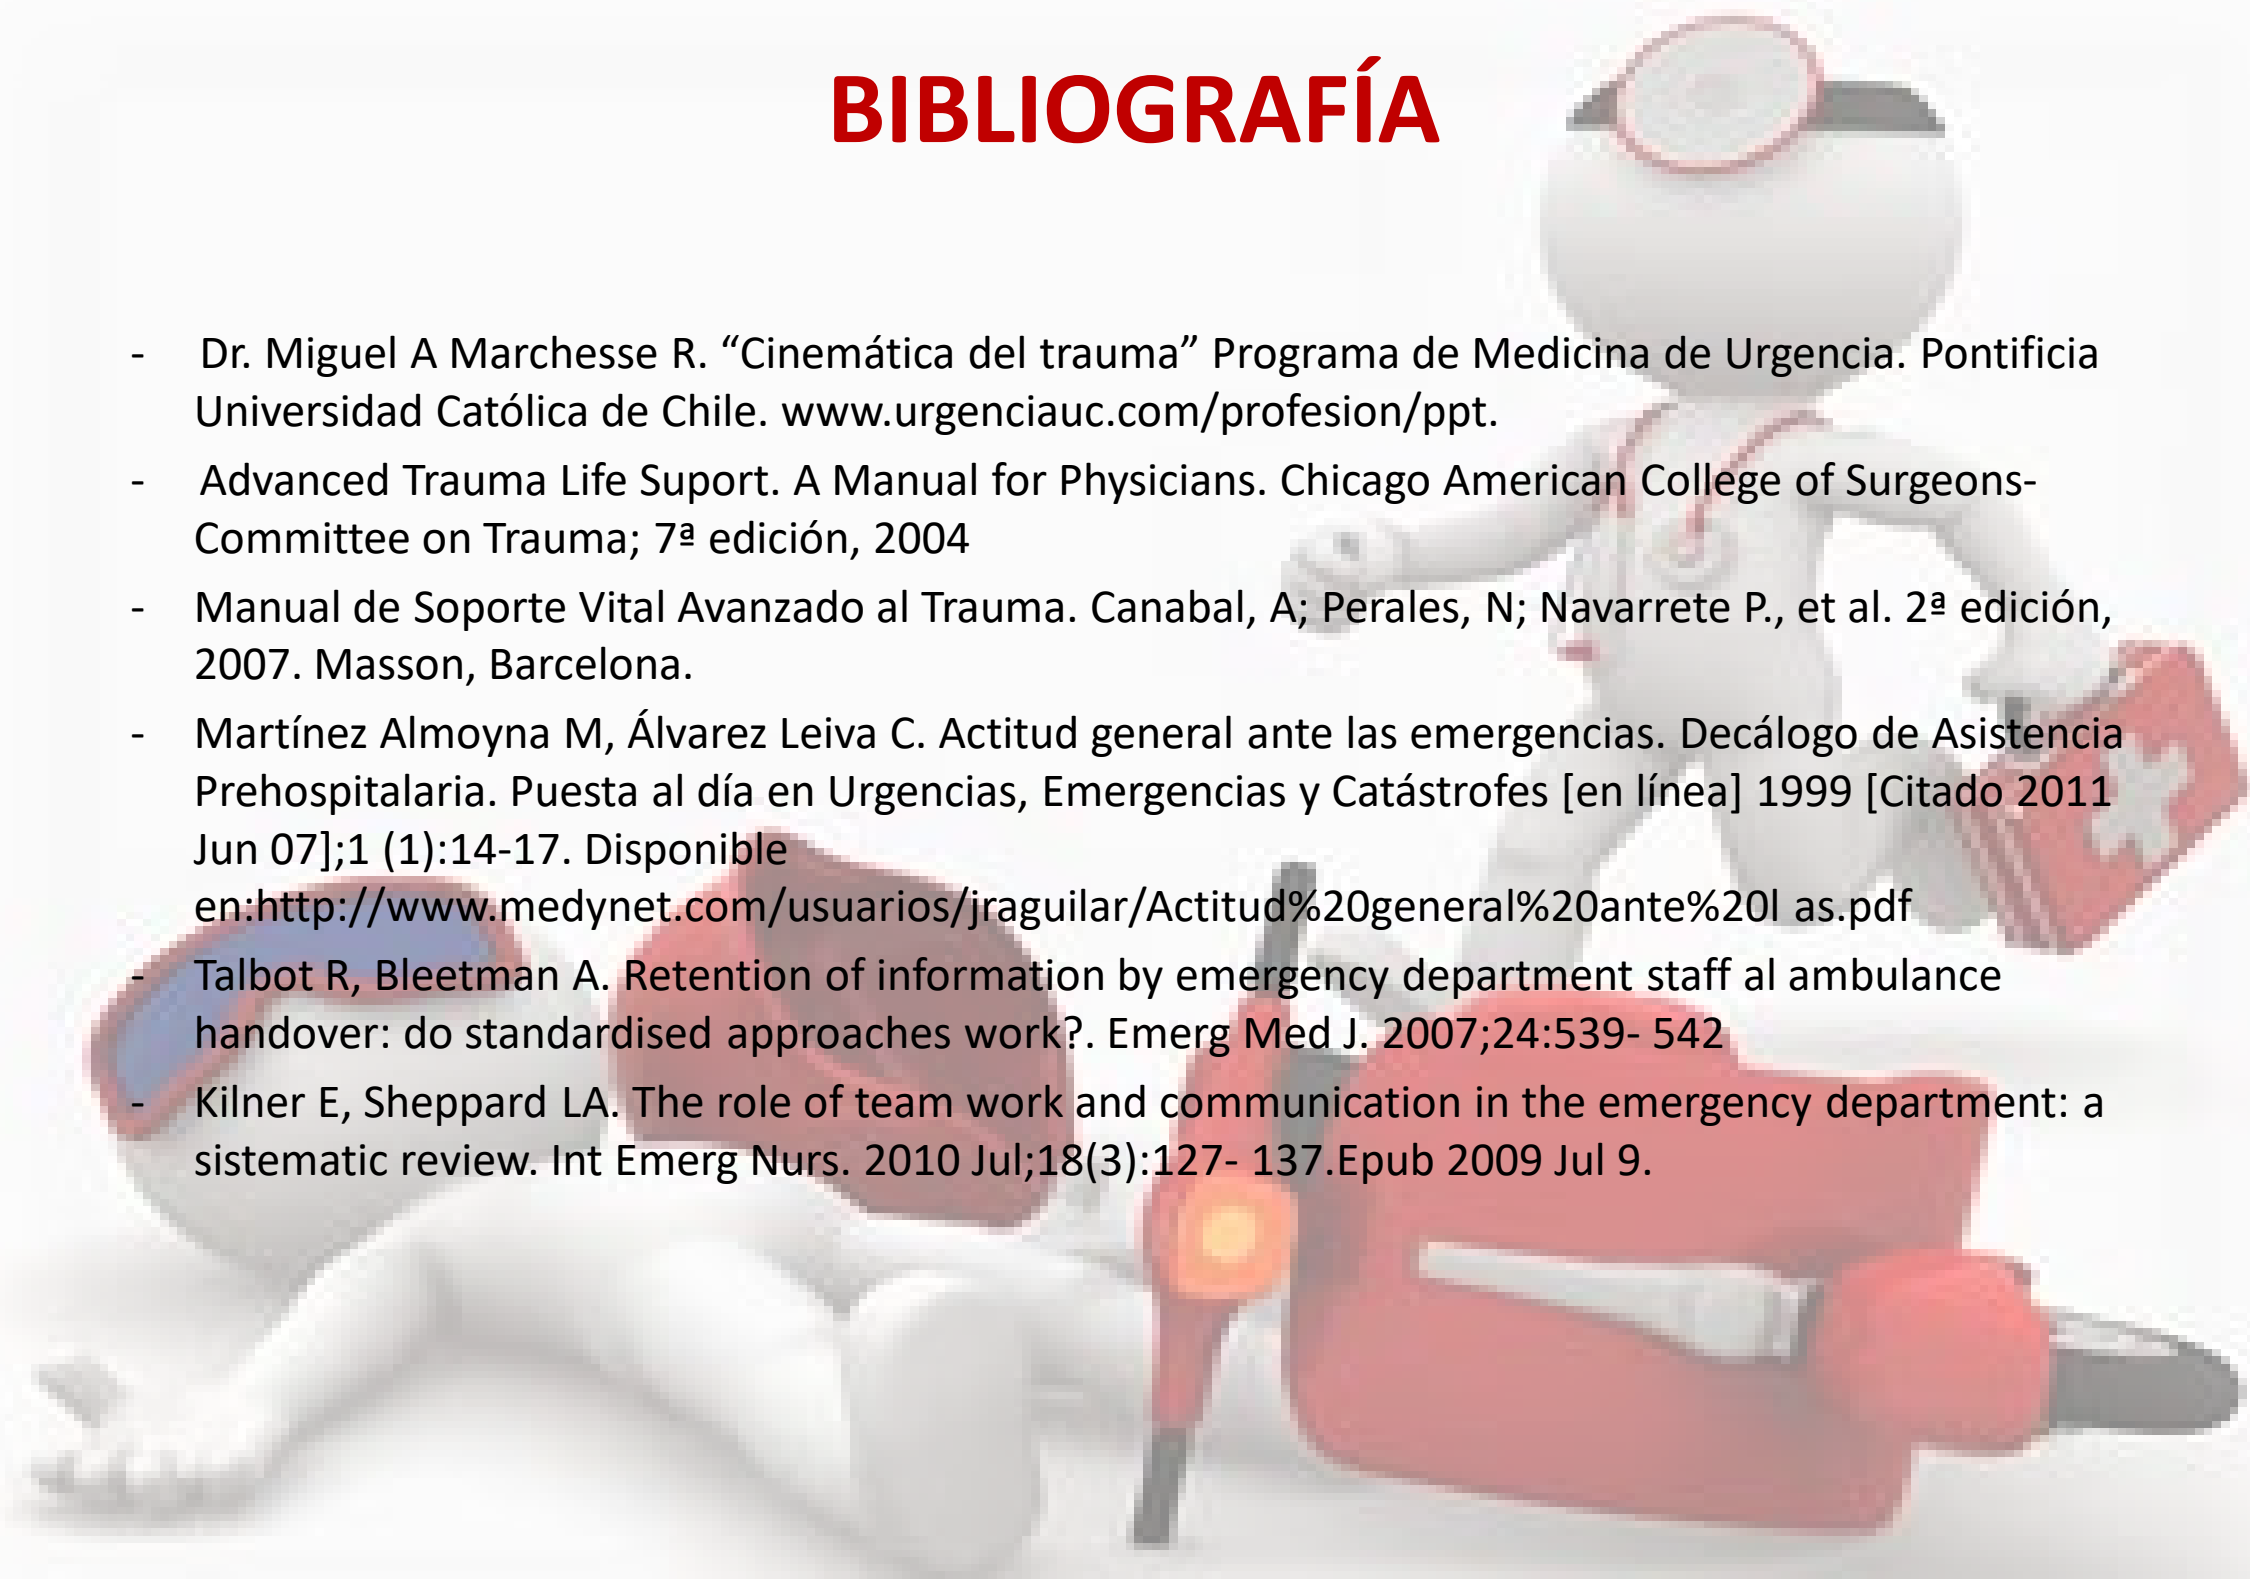 BIBLIOGRAFÍA
- Dr. Miguel A Marchesse R. “Cinemática del trauma” Programa de Medicina de Urgencia. Pontificia
Universidad Católica de Chile. www.urgenciauc.com/profesion/ppt.
- Advanced Trauma Life Suport. A Manual for Physicians. Chicago American College of Surgeons-
Committee on Trauma; 7ª edición, 2004
- Manual de Soporte Vital Avanzado al Trauma. Canabal, A; Perales, N; Navarrete P., et al. 2ª edición,
2007. Masson, Barcelona.
- Martínez Almoyna M, Álvarez Leiva C. Actitud general ante las emergencias. Decálogo de Asistencia
Prehospitalaria. Puesta al día en Urgencias, Emergencias y Catástrofes [en línea] 1999 [Citado 2011
Jun 07];1 (1):14-17. Disponible
en:http://www.medynet.com/usuarios/jraguilar/Actitud%20general%20ante%20l as.pdf
- Talbot R, Bleetman A. Retention of information by emergency department staff al ambulance
handover: do standardised approaches work?. Emerg Med J. 2007;24:539- 542
- Kilner E, Sheppard LA. The role of team work and communication in the emergency department: a
sistematic review. Int Emerg Nurs. 2010 Jul;18(3):127- 137.Epub 2009 Jul 9.